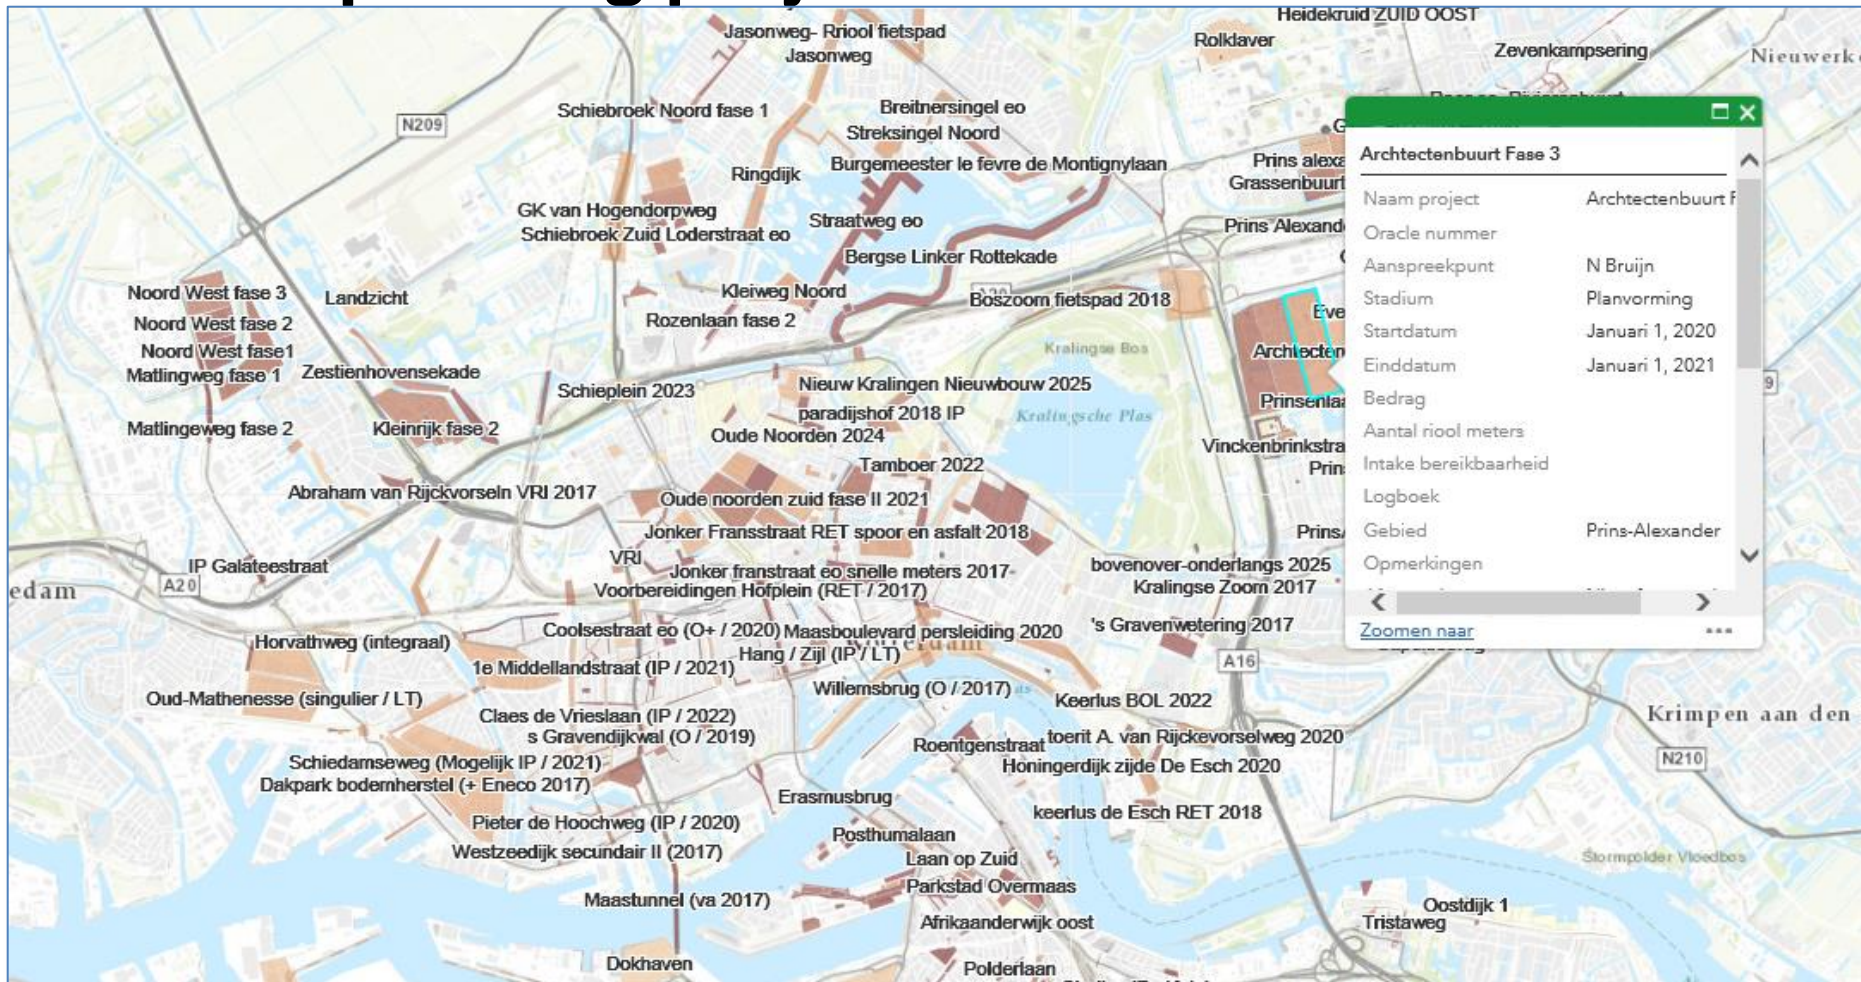 Heidekruid ZUID OOST
Jasonweg- Rriool fietspad
Rolklaver
Zevenkampsering
Jasonweg
Nieuwerk
Schiebroek Noord fase 1
Breitnersingel eo
N209
Streksingel Noord
Burgemeester le fevre de Montignylaan
Prins alexa
Ringdijk
Grassenbuurt
GK van Hogendorpweg
Straatweg eo
Prins Alexand
Schiebroek Zuid Loderstraat eo
Bergse Linker Rottekade
Noord West fase 3
Landzicht
Kleiweg Noord
A20
Boszoom fietspad 2018
Noord West fase 2
Rozenlaan fase 2
Eve
Noord West fase1
Kralingse Bos
Architecten
Matlingweg fase 1
Zestienhovensekade
Schieplein 2023
Nieuw Kralingen Nieuwbouw 2025
Prinsenlaa
paradijshof 2018 IP
Kralingsche Plas
Matlingeweg fase 2
Kleinrijk fase 2
Oude Noorden 2024
Vinckenbrinkstra
Tamboer 2022
Prin
Abraham van Rijckvorseln VRI 2017
Oude noorden zuid fase II 2021
Jonker Fransstraat RET spoor en asfalt 2018
Prins
VRI
IP Galateestraat
Jonker franstraat eo snelle meters 2017
bovenover-onderlangs 2025
A20
edam
Voorbereidingen Hofplein (RET / 2017)
Kralingse Zoom 2017
Coolsestraat eo (O+ / 2020)
Maasboulevard persleiding 2020
's Gravenwetering 2017
Horvathweg (integraal)
Hang / Zijl (IP / LT)
A16
1e Middellandstraat (IP / 2021)
Oud-Mathenesse (singulier / LT)
Willemsbrug (O / 2017)
Keerlus BOL 2022
Claes de Vrieslaan (IP / 2022)
Krimpen aan den
s Gravendijkwal (O / 2019)
Roentgenstraat
toerit A. van Rijckevorselweg 2020
Schiedamseweg (Mogelijk IP / 2021)
Honingerdijk zijde De Esch 2020
N210
Dakpark bodemherstel (+ Eneco 2017)
Erasmusbrug
keerlus de Esch RET 2018
Pieter de Hoochweg (IP / 2020)
Posthumalaan
Westzeedijk secundair II (2017)
Laan op Zuid
Stormpolder Vloedbos
Parkstad Overmaas
Maastunnel (va 2017)
Oostdijk 1
Afrikaanderwijk oost
Tristaweg
Dokhaven
Polderlaan
Archtectenbuurt Fase 3
Naam project Archtectenbuurt F
Oracle nummer
Aanspreekpunt N Bruijn
Stadium Planvorming
Startdatum Januari 1, 2020
Einddatum Januari 1, 2021
Bedrag
Aantal riool meters
Intake bereikbaarheid
Logboek
Gebied Prins-Alexander
Opmerkingen
Zoomen naar